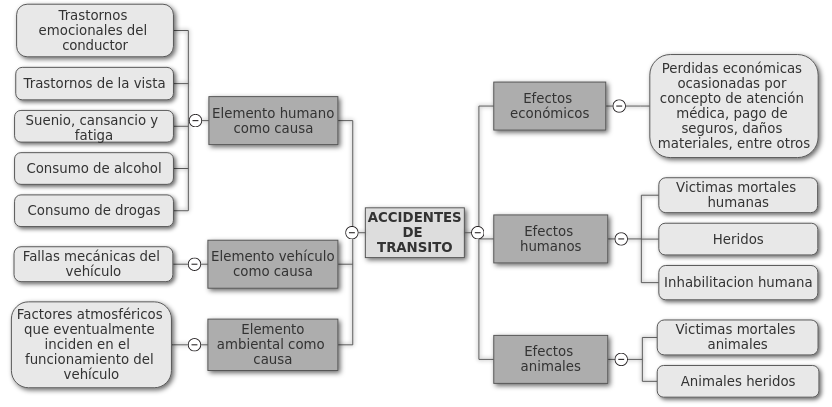 Trastornos
emocionales del
conductor
Trastornos de la vista
Suenio, cansancio y
fatiga
Consumo de alcohol
Consumo de drogas
Elemento humano
como causa
Fallas mecánicas del
vehículo
Elemento vehículo
como causa
Factores atmosféricos
que eventualmente
inciden en el
funcionamiento del
vehículo
Elemento
ambiental como
causa
ACCIDENTES
DE
TRANSITO
Efectos
económicos
Perdidas económicas
ocasionadas por
concepto de atención
médica, pago de
seguros, daños
materiales, entre otros
Efectos
humanos
Victimas mortales
humanas
Heridos
Inhabilitacion humana
Efectos
animales
Victimas mortales
animales
Animales heridos